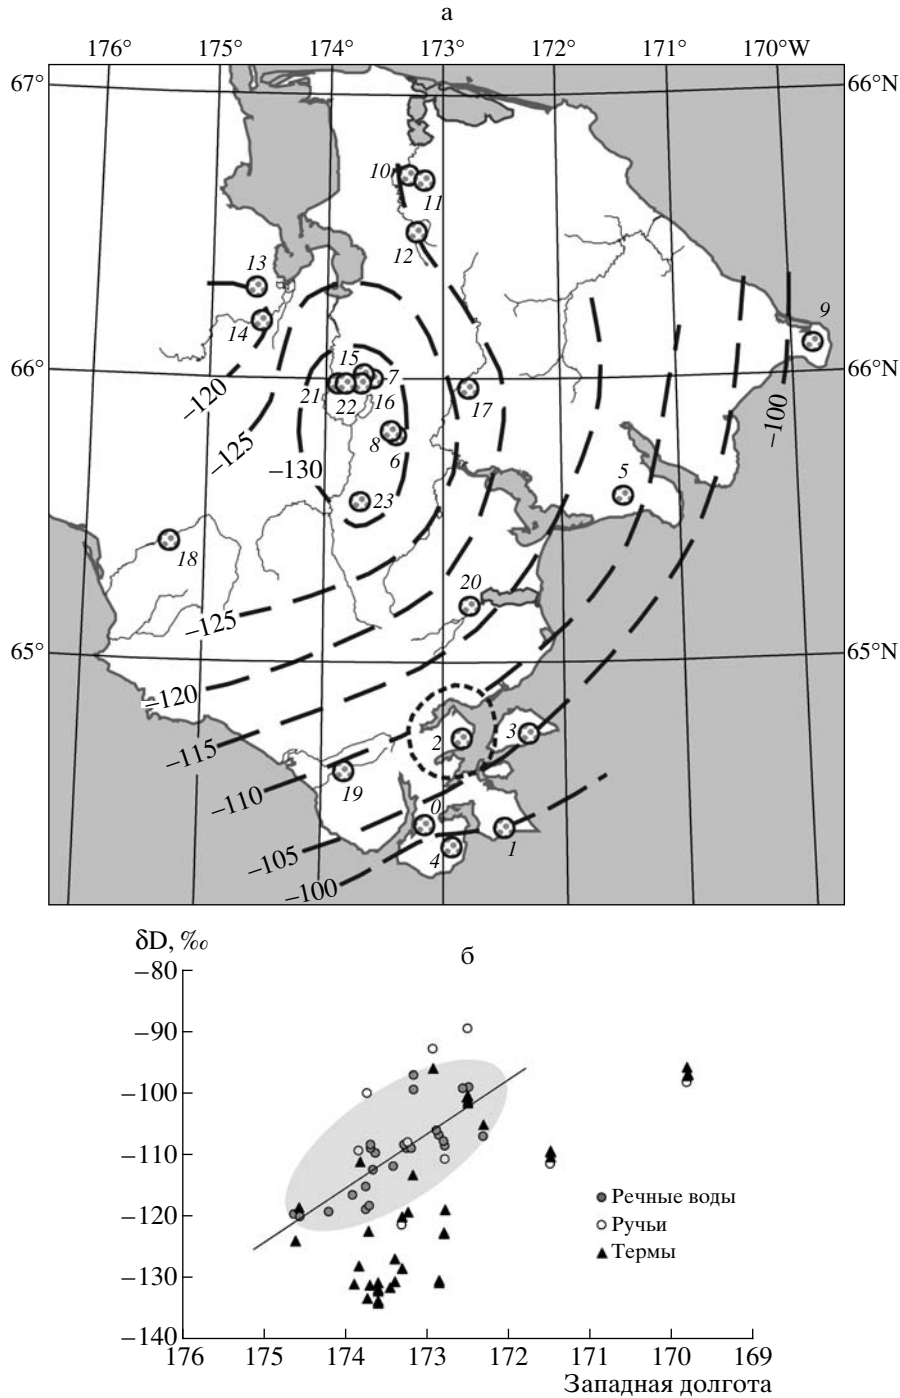 а
176° 175° 174° 173° 172° 171° 170°W
67° 66°N
10
11
12
13
9
14
15
66° 7 66°N
21 22 16 17
–120
–100
–125
8
6
–130
5
23
18
20
–125
65° 65°N
–120
2 3
–115
19
–110
0
1
–105
4
–100
δD, ‰
б
–80
–90
–100
–110
–120
–130
–140
Речные воды
Ручьи
Термы
176 175 174 173 172 171 170 169
Западная долгота